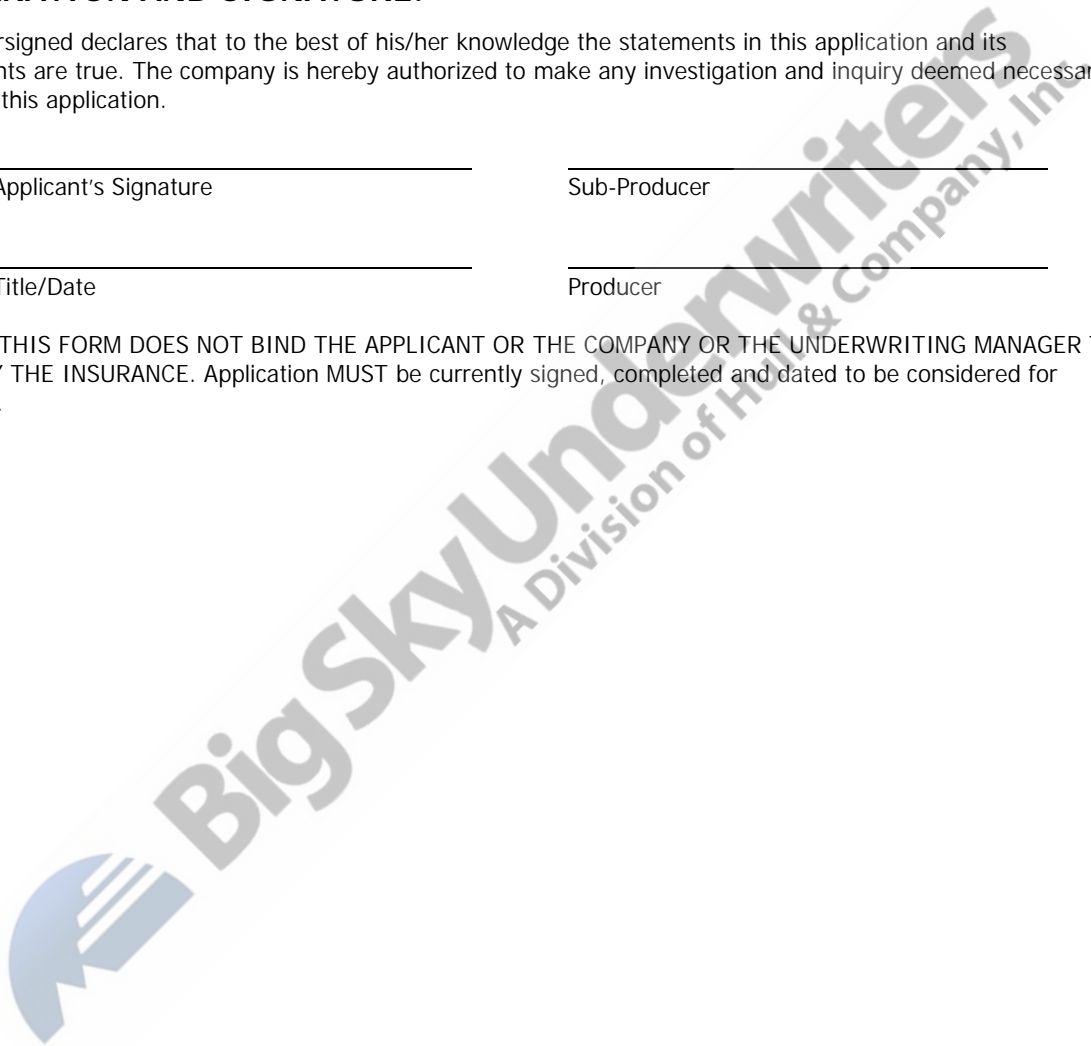 rsigned declares that to the best of his/her knowledge the statements in this application and its
nts are true. The company is hereby authorized to make any investigation and inquiry deemed necessar
this application.
Applicant's Signature
Sub-Producer
Title/Date
Producer
THIS FORM DOES NOT BIND THE APPLICANT OR THE COMPANY OR THE UNDERWRITING MANAGER
Y THE INSURANCE. Application MUST be currently signed, completed and dated to be considered for
Big Sky Underwriters
A Division of Hull & Company, Inc.